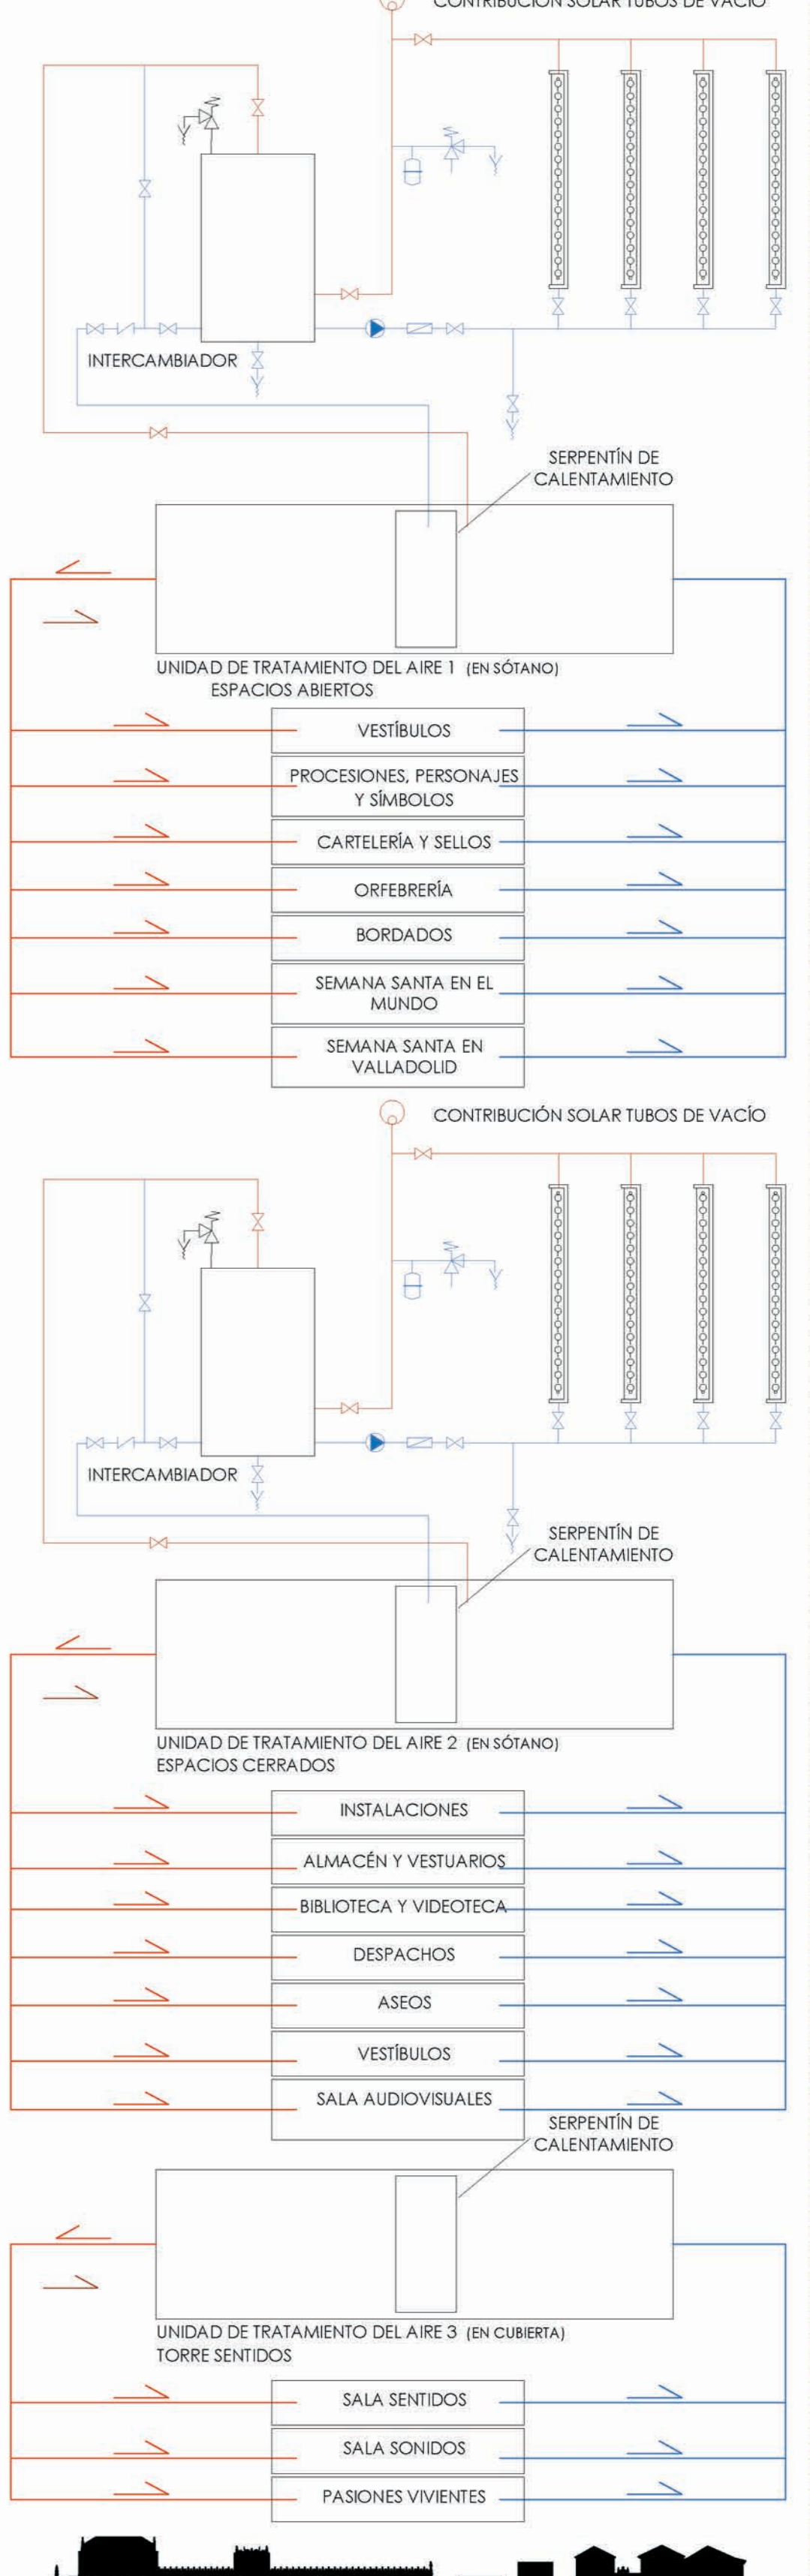 CONTRIBUCIÓN SOLAR TUBOS DE VACÍO
INTERCAMBIADOR
SERPENTÍN DE
CALENTAMIENTO
UNIDAD DE TRATAMIENTO DEL AIRE 1 (EN SÓTANO)
ESPACIOS ABIERTOS
VESTÍBULOS
PROCESIONES, PERSONAJES
Y SÍMBOLOS
CARTELERÍA Y SELLOS
ORFEBRERÍA
BORDADOS
SEMANA SANTA EN EL
MUNDO
SEMANA SANTA EN
VALLADOLID
CONTRIBUCIÓN SOLAR TUBOS DE VACÍO
INTERCAMBIADOR
SERPENTÍN DE
CALENTAMIENTO
UNIDAD DE TRATAMIENTO DEL AIRE 2 (EN SÓTANO)
ESPACIOS CERRADOS
INSTALACIONES
ALMACÉN Y VESTUARIOS
BIBLIOTECA Y VIDEOTECA
DESPACHOS
ASEOS
VESTÍBULOS
SALA AUDIOVISUALES
SERPENTÍN DE
CALENTAMIENTO
UNIDAD DE TRATAMIENTO DEL AIRE 3 (EN CUBIERTA)
TORRE SENTIDOS
SALA SENTIDOS
SALA SONIDOS
PASIONES VIVIENTES